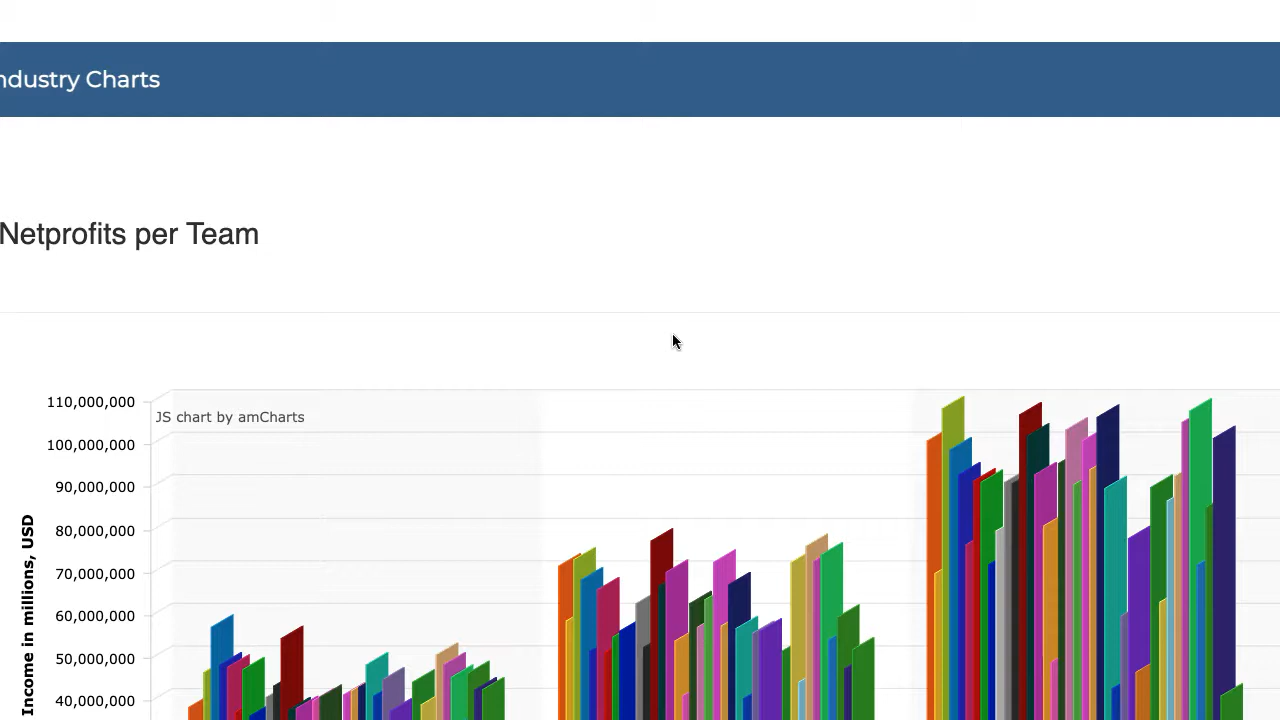 ndustry Charts
Netprofits per Team
110,000,000
JS chart by amCharts
100,000,000
90,000,000
80,000,000
70,000,000
60,000,000
50,000,000
40,000,000
Income in millions, USD